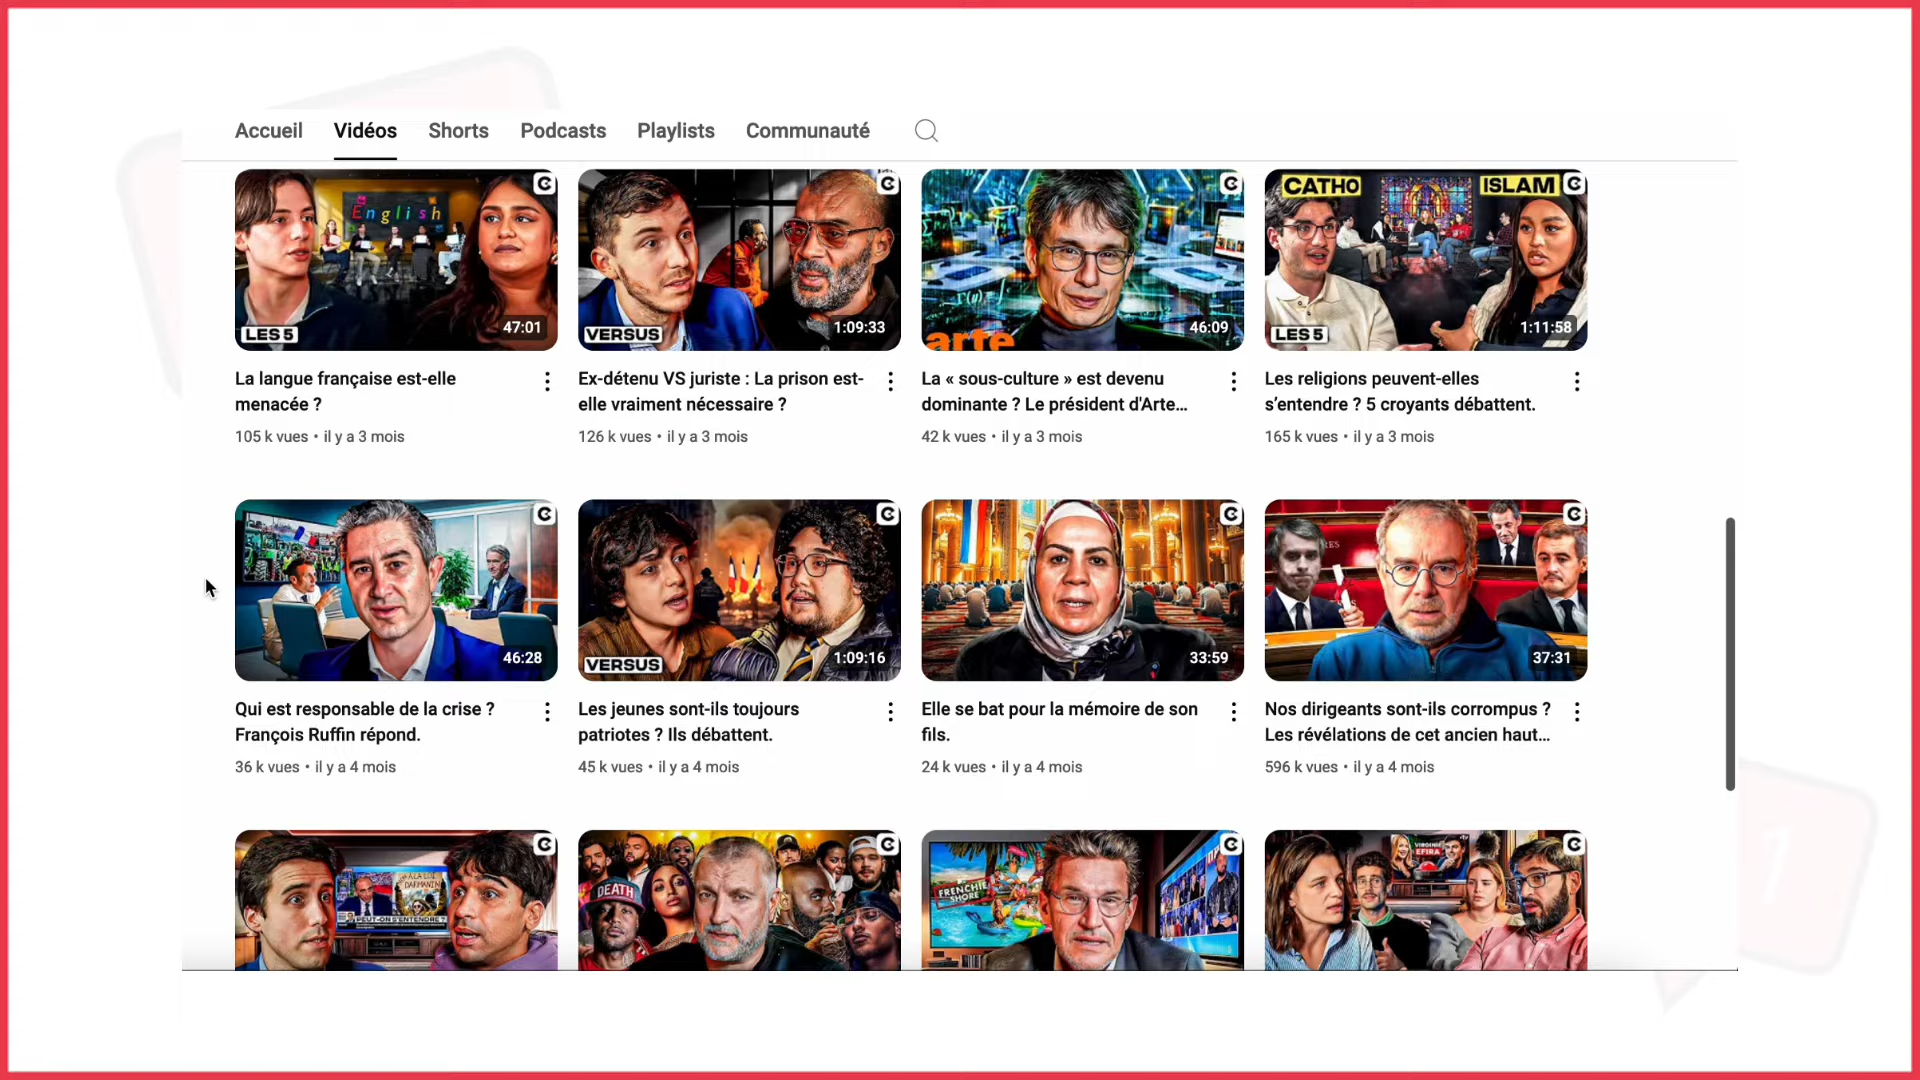 Accueil Vidéos Shorts Podcasts Playlists Communauté
English
LES 5
47:01
VERSUS
1:09:33
arte
46:09
CATHO ISLAM
LES 5
1:11:58
La langue française est-elle
menacée ?
105 k vues • il y a 3 mois
Ex-détenu VS juriste : La prison est-
elle vraiment nécessaire ?
126 k vues • il y a 3 mois
La « sous-culture » est devenu
dominante ? Le président d'Arte...
42 k vues • il y a 3 mois
Les religions peuvent-elles
s'entendre ? 5 croyants débattent.
165 k vues • il y a 3 mois
46:28
VERSUS
1:09:16
33:59
37:31
Qui est responsable de la crise ?
François Ruffin répond.
36 k vues • il y a 4 mois
Les jeunes sont-ils toujours
patriotes ? Ils débattent.
45 k vues • il y a 4 mois
Elle se bat pour la mémoire de son
fils.
24 k vues • il y a 4 mois
Nos dirigeants sont-ils corrompus ?
Les révélations de cet ancien haut...
596 k vues • il y a 4 mois
DARMANIN
PEUT-ON S'ENTENDRE ?
DEATH
FRENCHIE
SHORE
VIRGINIE
EFIRA